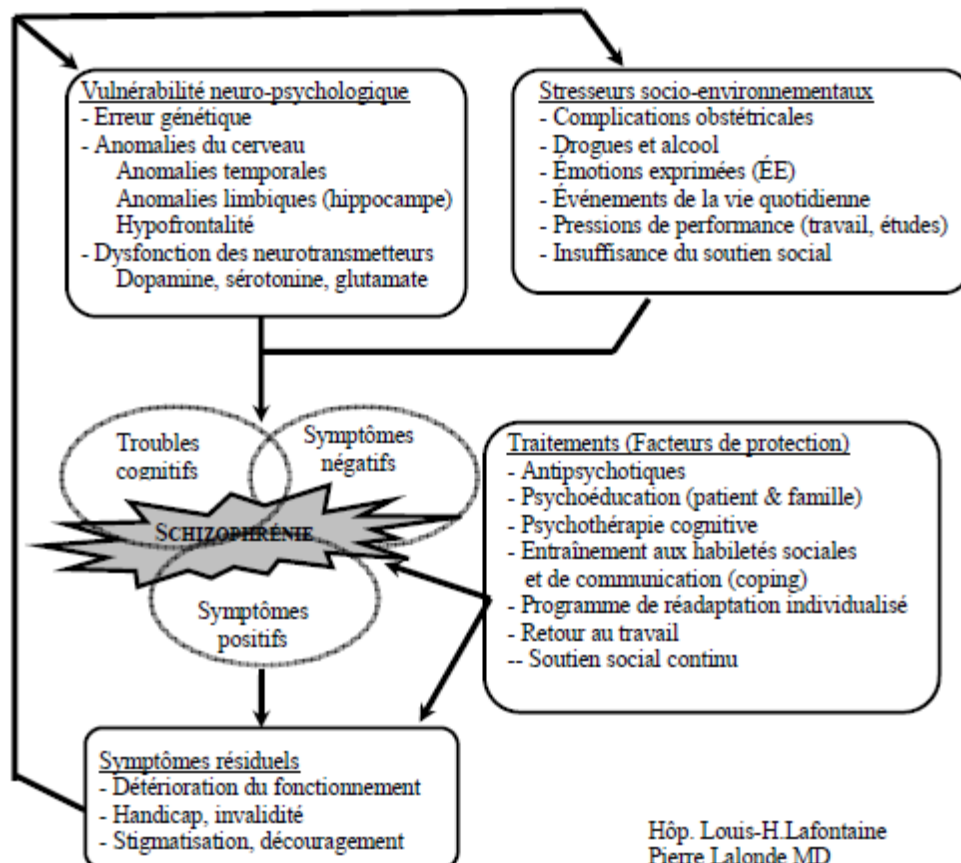 Vulnérabilité neuro-psychologique
- Erreur génétique
- Anomalies du cerveau
Anomalies temporales
Anomalies limbiques (hippocampe)
Hypofrontalité
- Dysfonction des neurotransmetteurs
Dopamine, sérotonine, glutamate
Stresseurs socio-environnementaux
- Complications obstétricales
- Drogues et alcool
- Émotions exprimées (ÉE)
- Événements de la vie quotidienne
- Pressions de performance (travail, études)
- Insuffisance du soutien social
Troubles
cognitifs
Symptômes
négatifs
SCHIZOPHRÉNIE
Symptômes
positifs
Traitements (Facteurs de protection)
- Antipsychotiques
- Psychoéducation (patient & famille)
- Psychothérapie cognitive
- Entraînement aux habiletés sociales
et de communication (coping)
- Programme de réadaptation individualisé
- Retour au travail
-- Soutien social continu
Symptômes résiduels
- Détérioration du fonctionnement
- Handicap, invalidité
- Stigmatisation, découragement
Hôp. Louis-H.Lafontaine
Pierre Lalonde MD